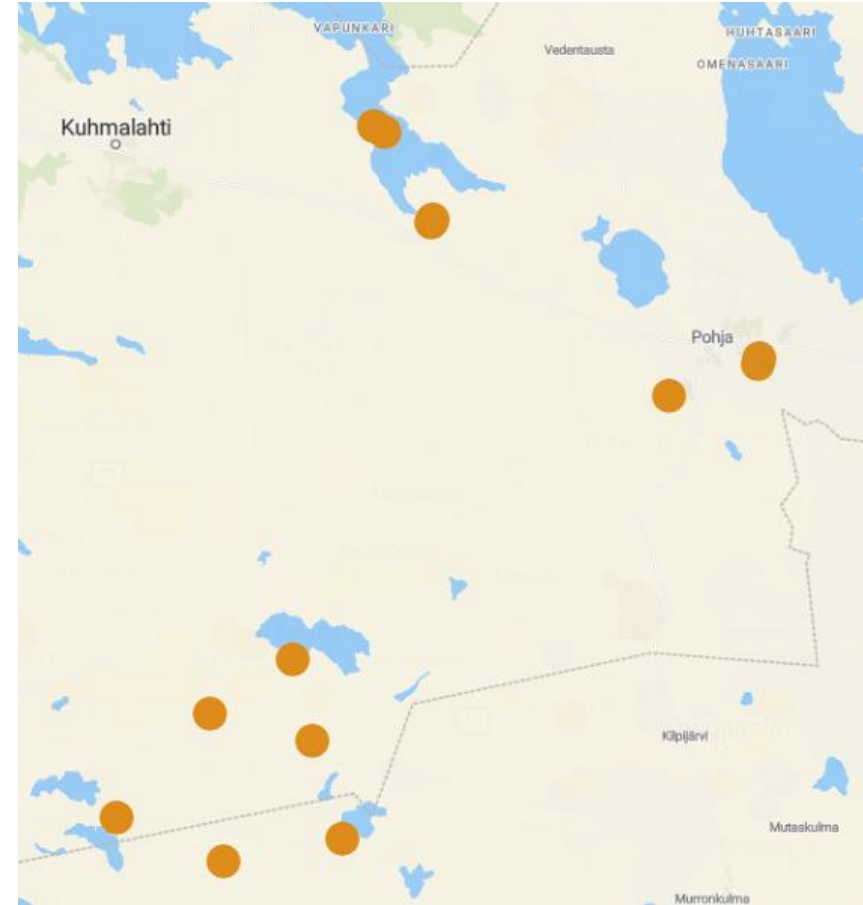 VAPUNKARI
HUHTASAARI
Vedentausta
OMENASAARI
Kuhmalahti
Pohja
Kilpijärvi
Mutaskulma
Murronkulma